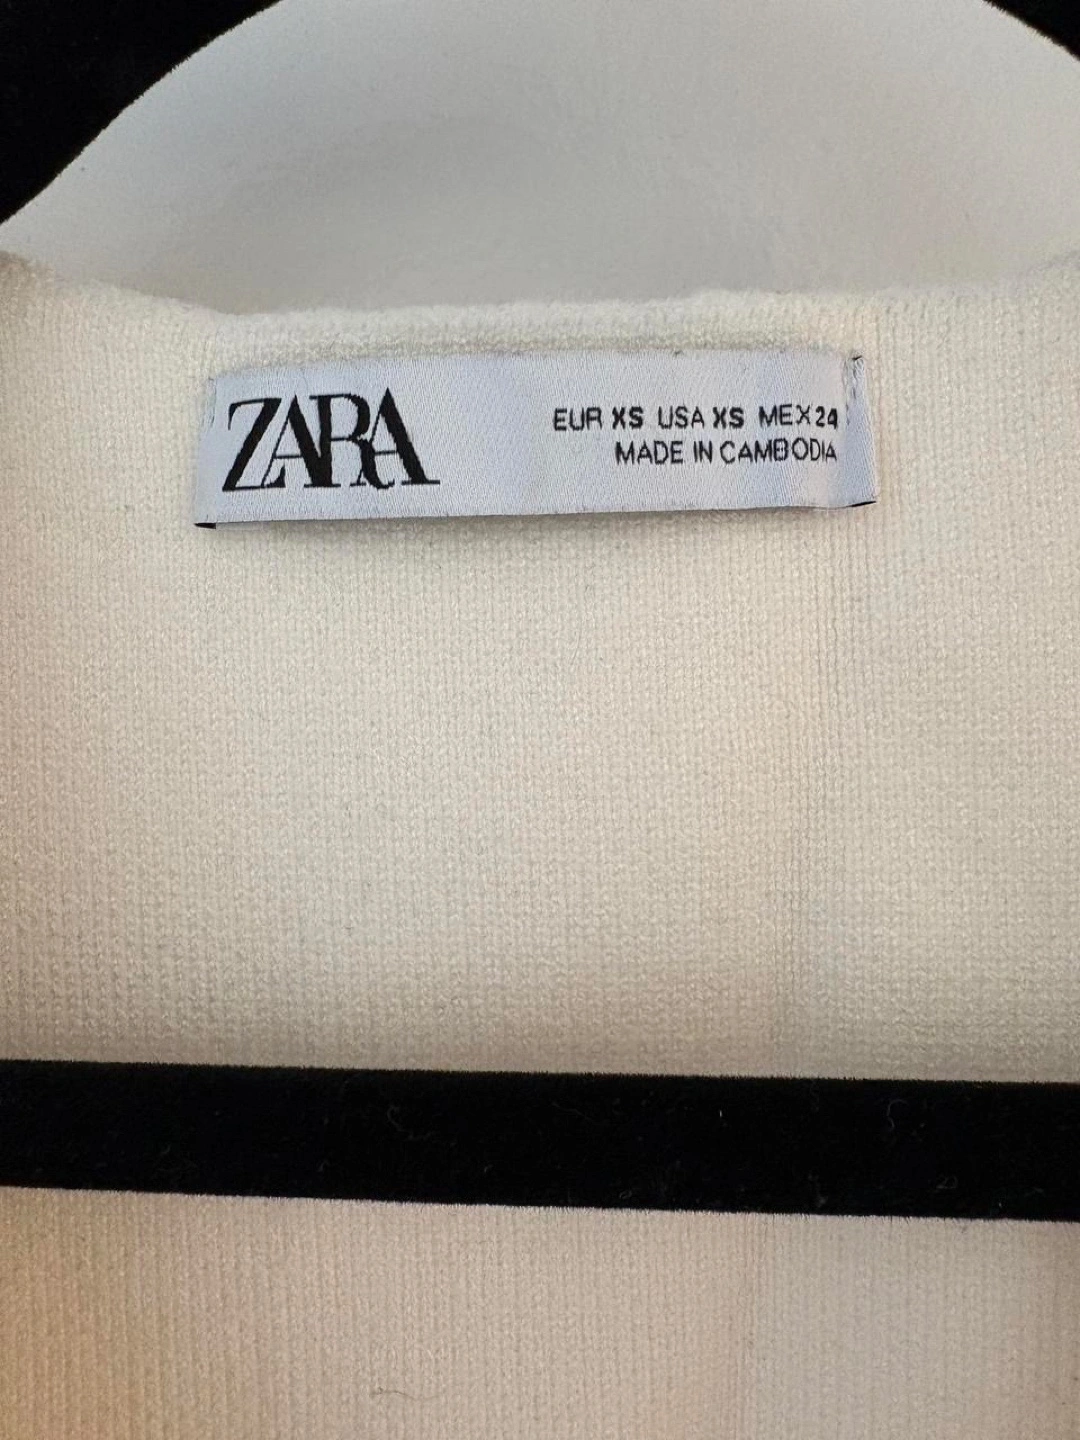 ZARA
EUR XS USA XS MEX 24
MADE IN CAMBODIA